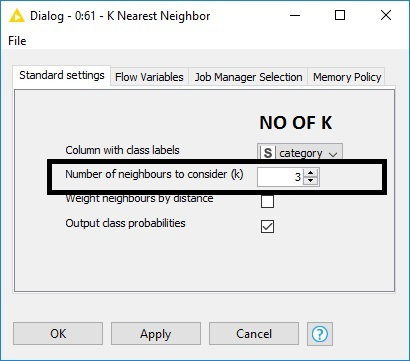 Dialog - 0:61 - K Nearest Neighbor
File
Standard settings Flow Variables Job Manager Selection Memory Policy
NO OF K
Column with class labels S category
Number of neighbours to consider (k) 3
Weight neighbours by distance
Output class probabilities
OK Apply Cancel ?